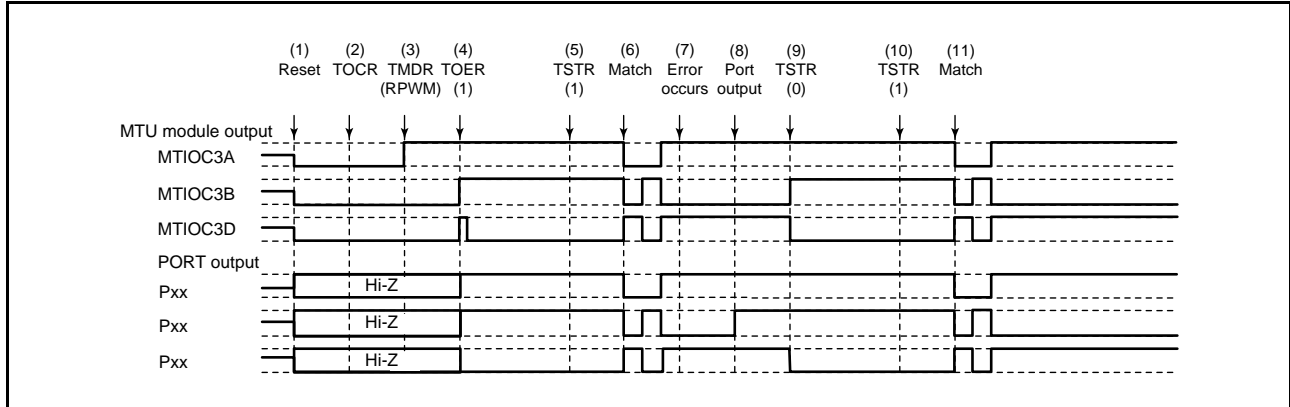 (1) (2) (3) (4) (5) (6) (7) (8) (9) (10) (11)
Reset TOCR TMDR TOER TSTR Match Error Port TSTR TSTR Match
(RPWM) (1) (1) occurs output (0) (1)
MTU module output
MTIOC3A
MTIOC3B
MTIOC3D
PORT output
Pxx Hi-Z
Pxx Hi-Z
Pxx Hi-Z